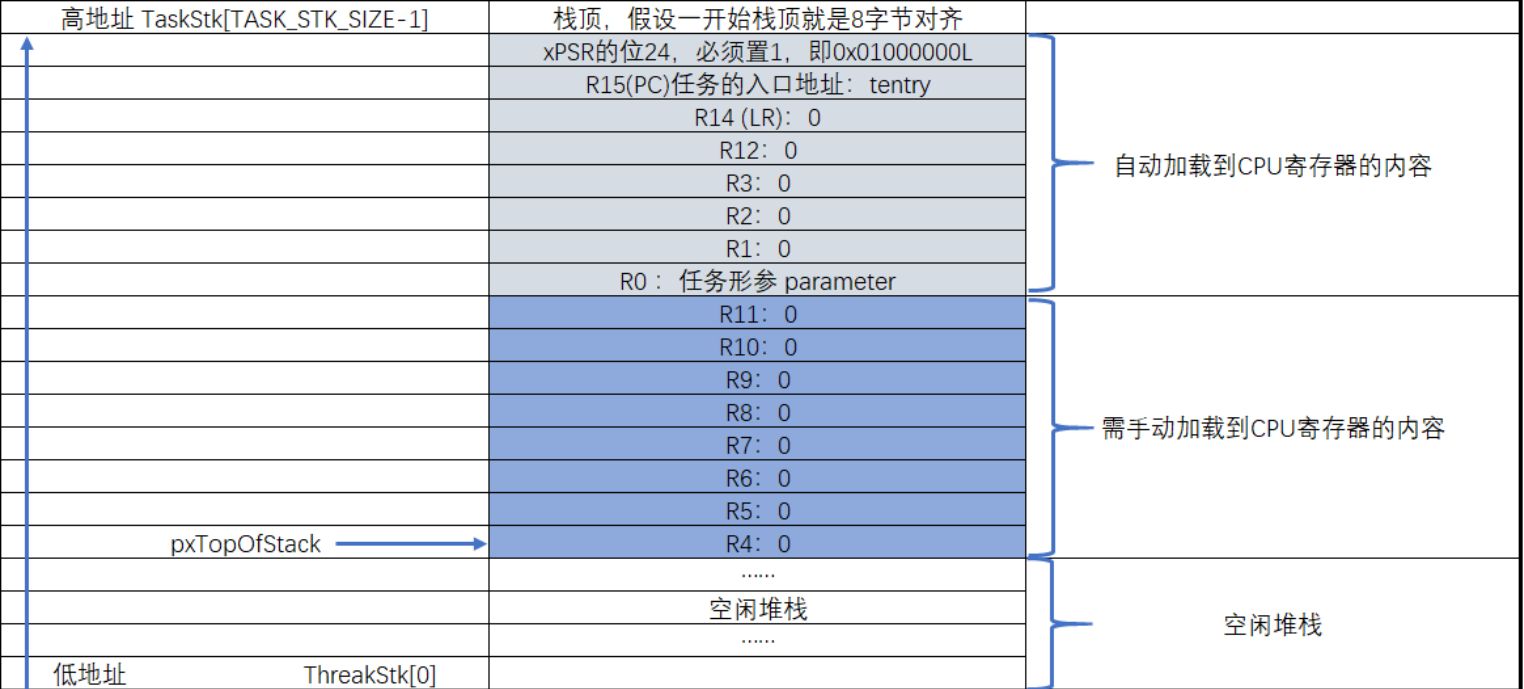 高地址 TaskStk[TASK_STK_SIZE-1] 栈顶，假设一开始栈顶就是8字节对齐
xPSR的位24，必须置1，即0x01000000L
R15(PC)任务的入口地址：tentry
R14 (LR)：0
R12：0
R3：0
R2：0
R1：0
R0 ：任务形参 parameter
自动加载到CPU寄存器的内容
R11：0
R10：0
R9：0
R8：0
R7：0
R6：0
R5：0
pxTopOfStack R4：0
需手动加载到CPU寄存器的内容
……
空闲堆栈
……
空闲堆栈
低地址 ThreakStk[0]